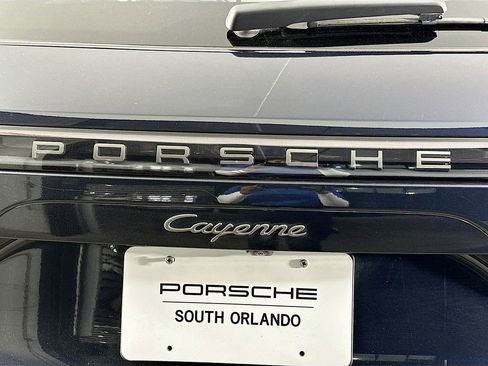 PORSCHE
Cayenne
PORSCHE
SOUTH ORLANDO